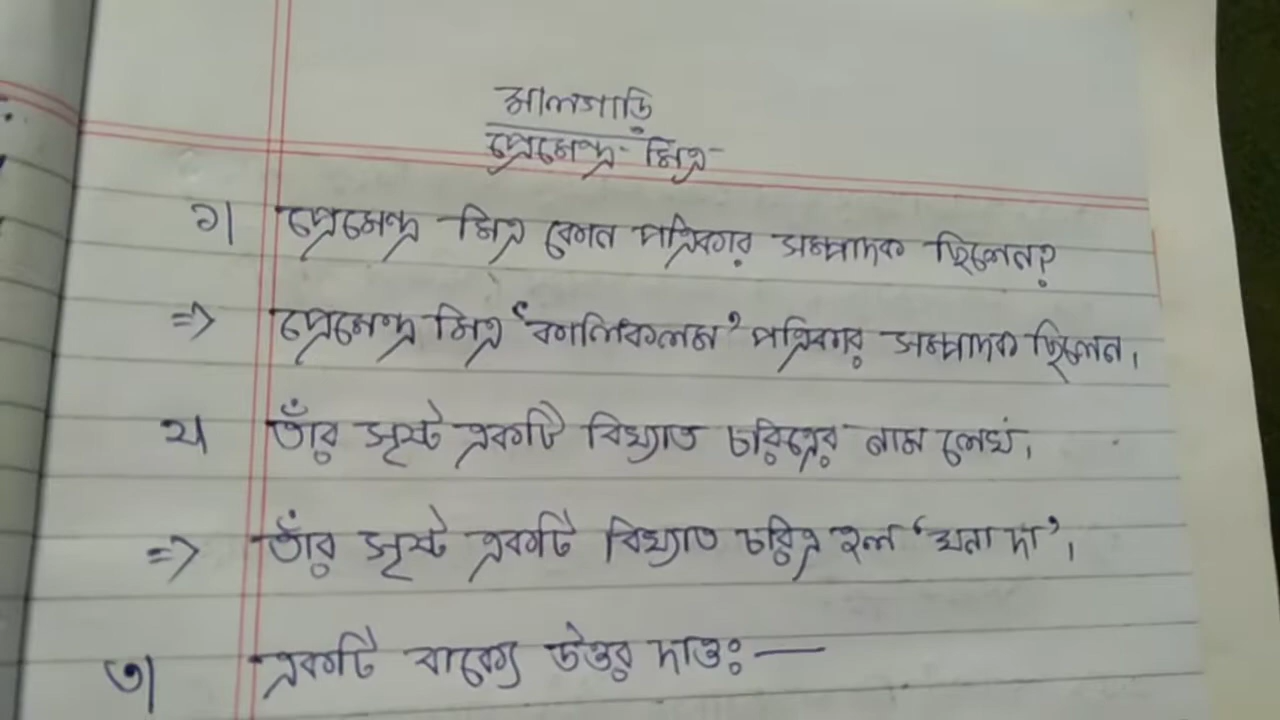 মালগাড়ি
প্রেমেন্দ্র মিত্র
১। প্রেমেন্দ্র মিত্র কোন পত্রিকার সম্পাদক ছিলেন?
=> প্রেমেন্দ্র মিত্র ‘কালিকলম’ পত্রিকার সম্পাদক ছিলেন।
২। তাঁর সৃষ্ট একটি বিখ্যাত চরিত্রের নাম লেখ।
=> তাঁর সৃষ্ট একটি বিখ্যাত চরিত্র হল ‘ঘনাদা’।
৩। একটি বাক্যে উত্তর দাওঃ —